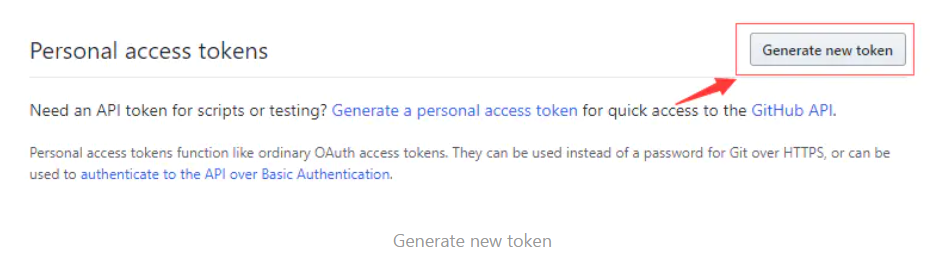 Personal access tokens
Generate new token
Need an API token for scripts or testing? Generate a personal access token for quick access to the GitHub API.
Personal access tokens function like ordinary OAuth access tokens. They can be used instead of a password for Git over HTTPS, or can be
used to authenticate to the API over Basic Authentication.
Generate new token